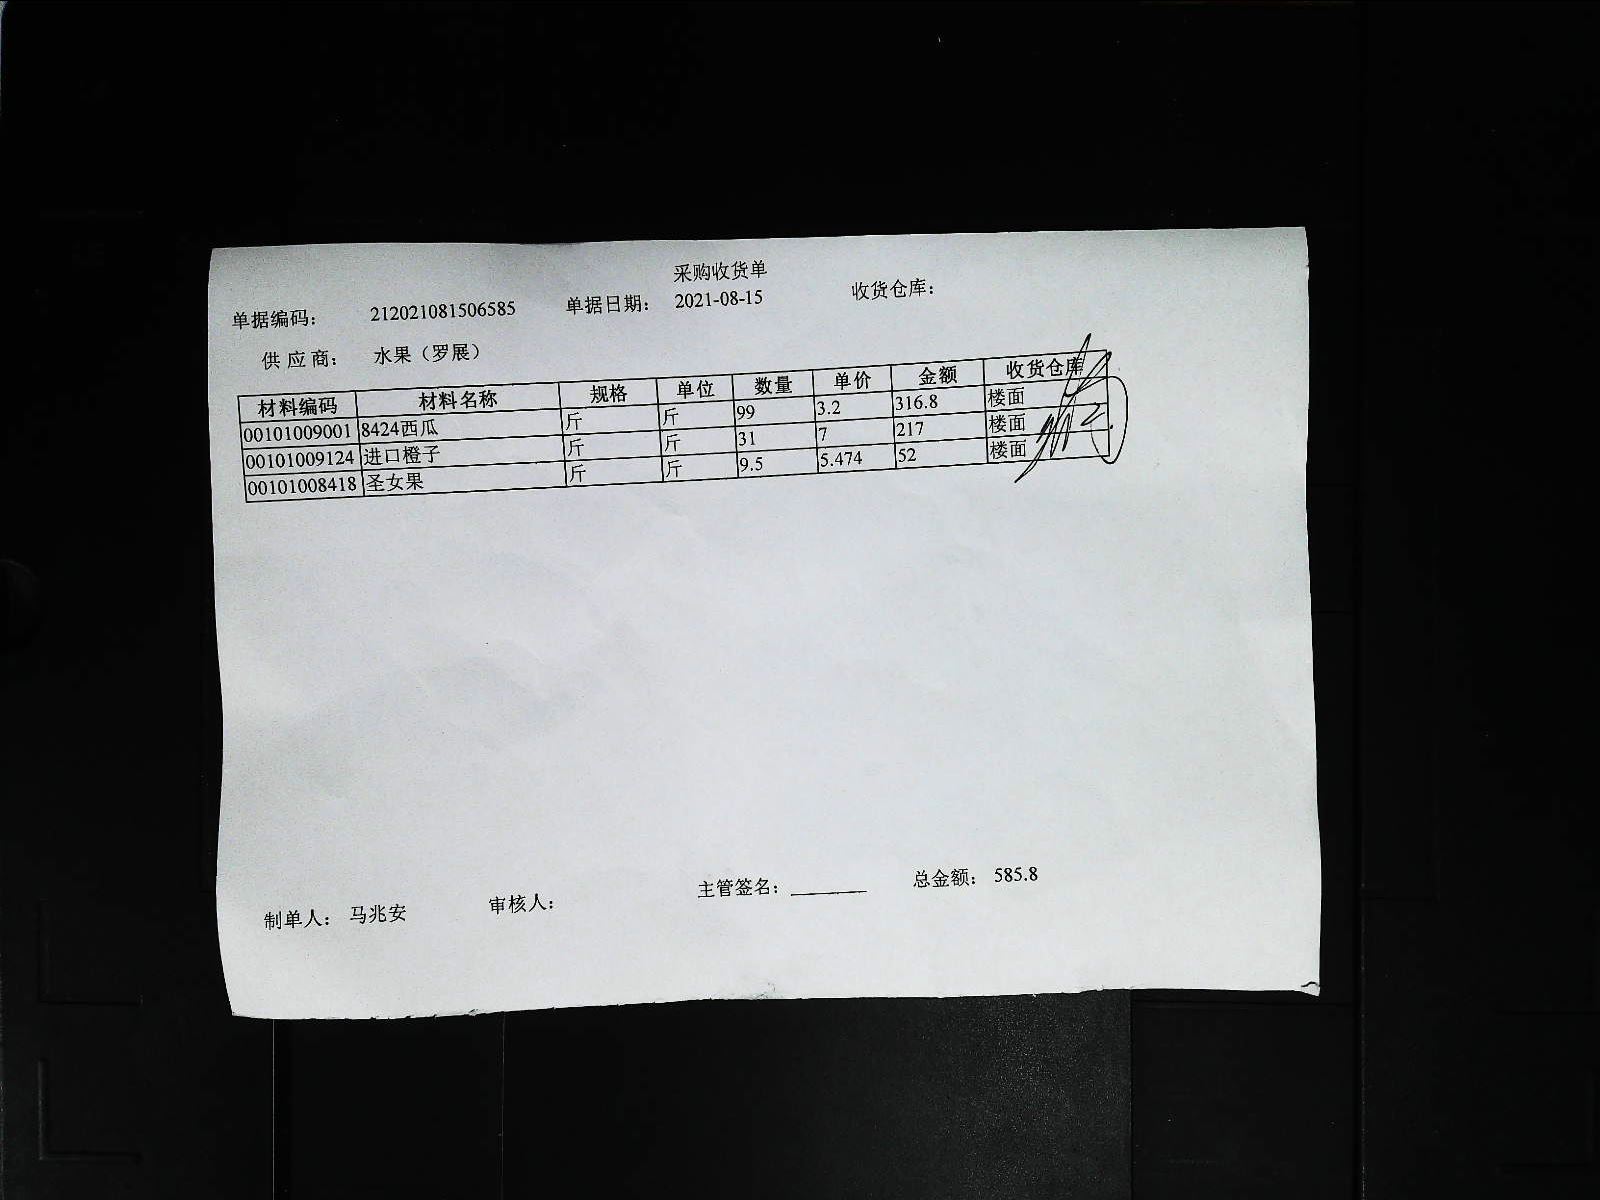 采购收货单
单据编码： 212021081506585 单据日期： 2021-08-15 收货仓库：
供应商： 水果（罗展）
材料编码 材料名称 规格 单位 数量 单价 金额 收货仓库
00101009001 8424西瓜 斤 斤 99 3.2 316.8 楼面
00101009124 进口橙子 斤 斤 31 7 217 楼面
00101008418 圣女果 斤 斤 9.5 5.474 52 楼面
制单人： 马兆安 审核人： 主管签名： 总金额： 585.8